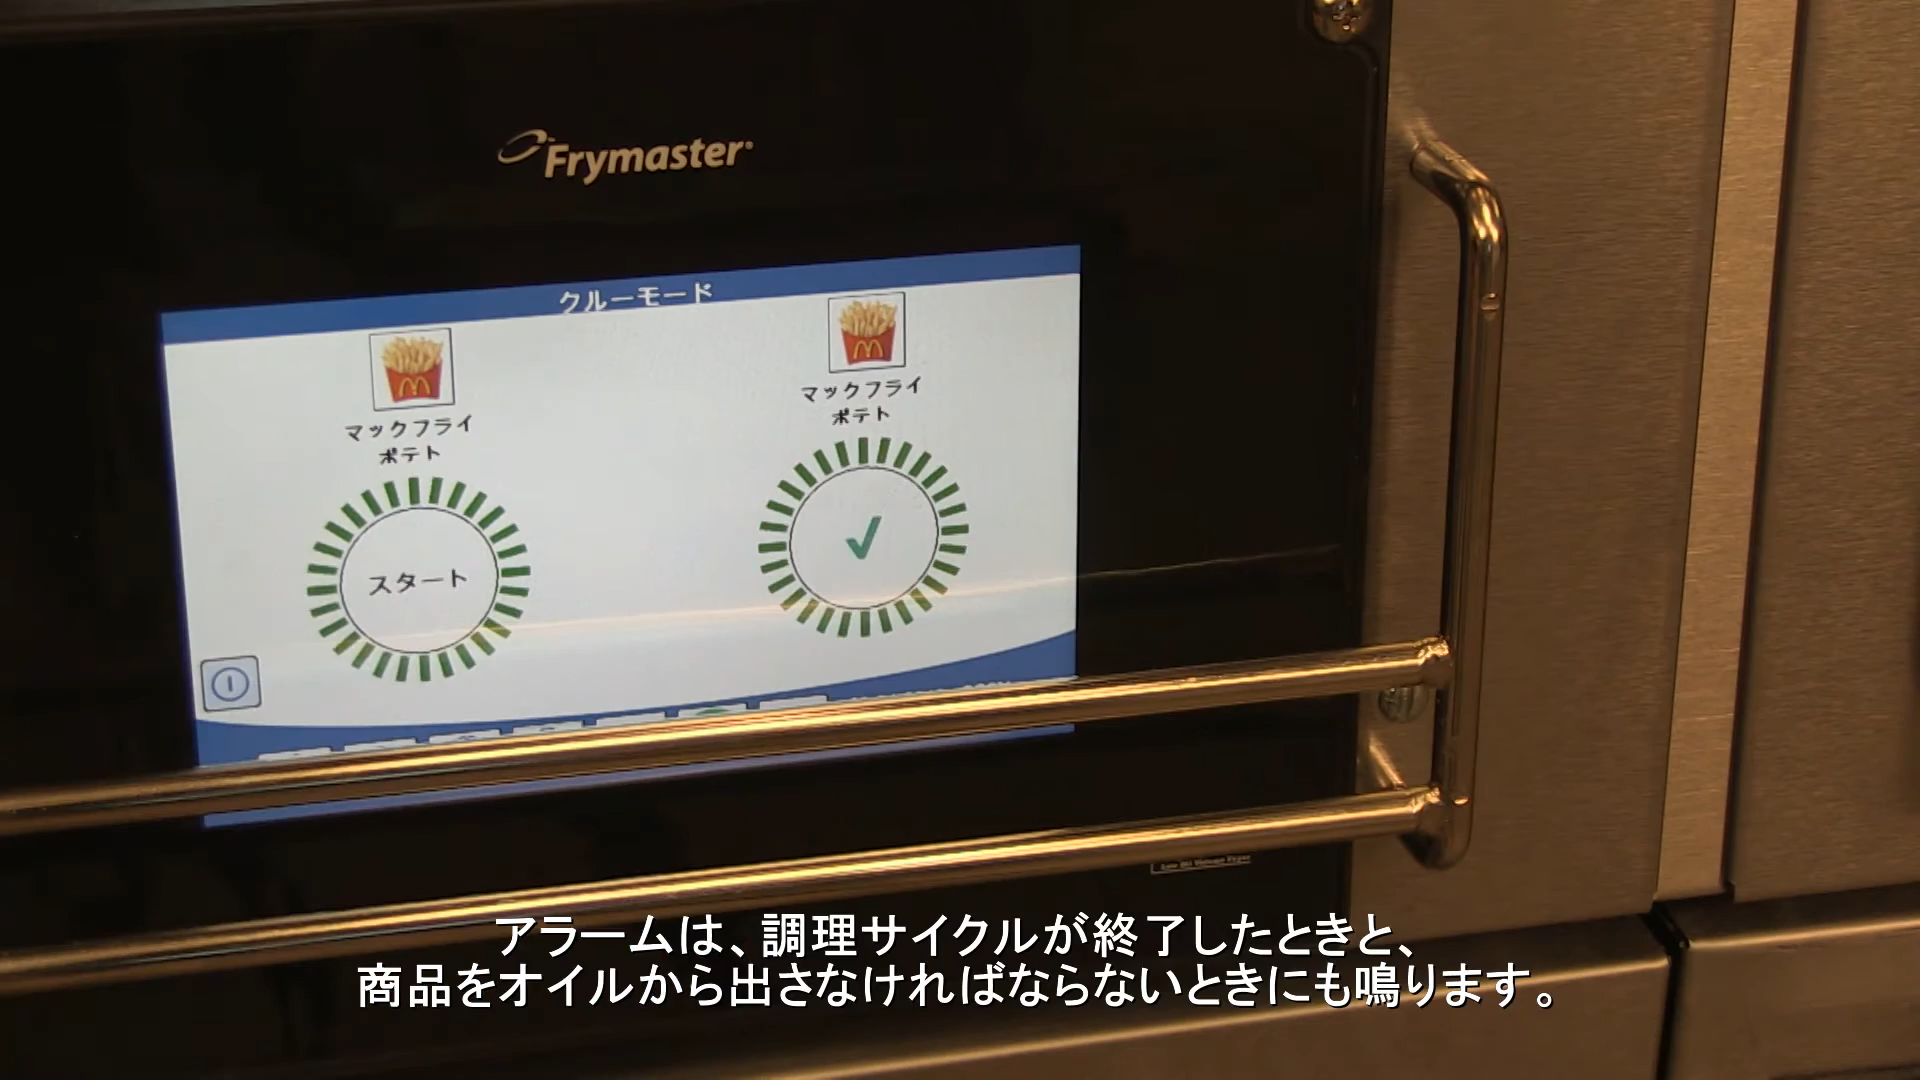 Frymaster
クルーモード
マックフライ
ポテト
マックフライ
ポテト
スタート
アラームは、調理サイクルが終了したときと、
商品をオイルから出さなければならないときにも鳴ります。